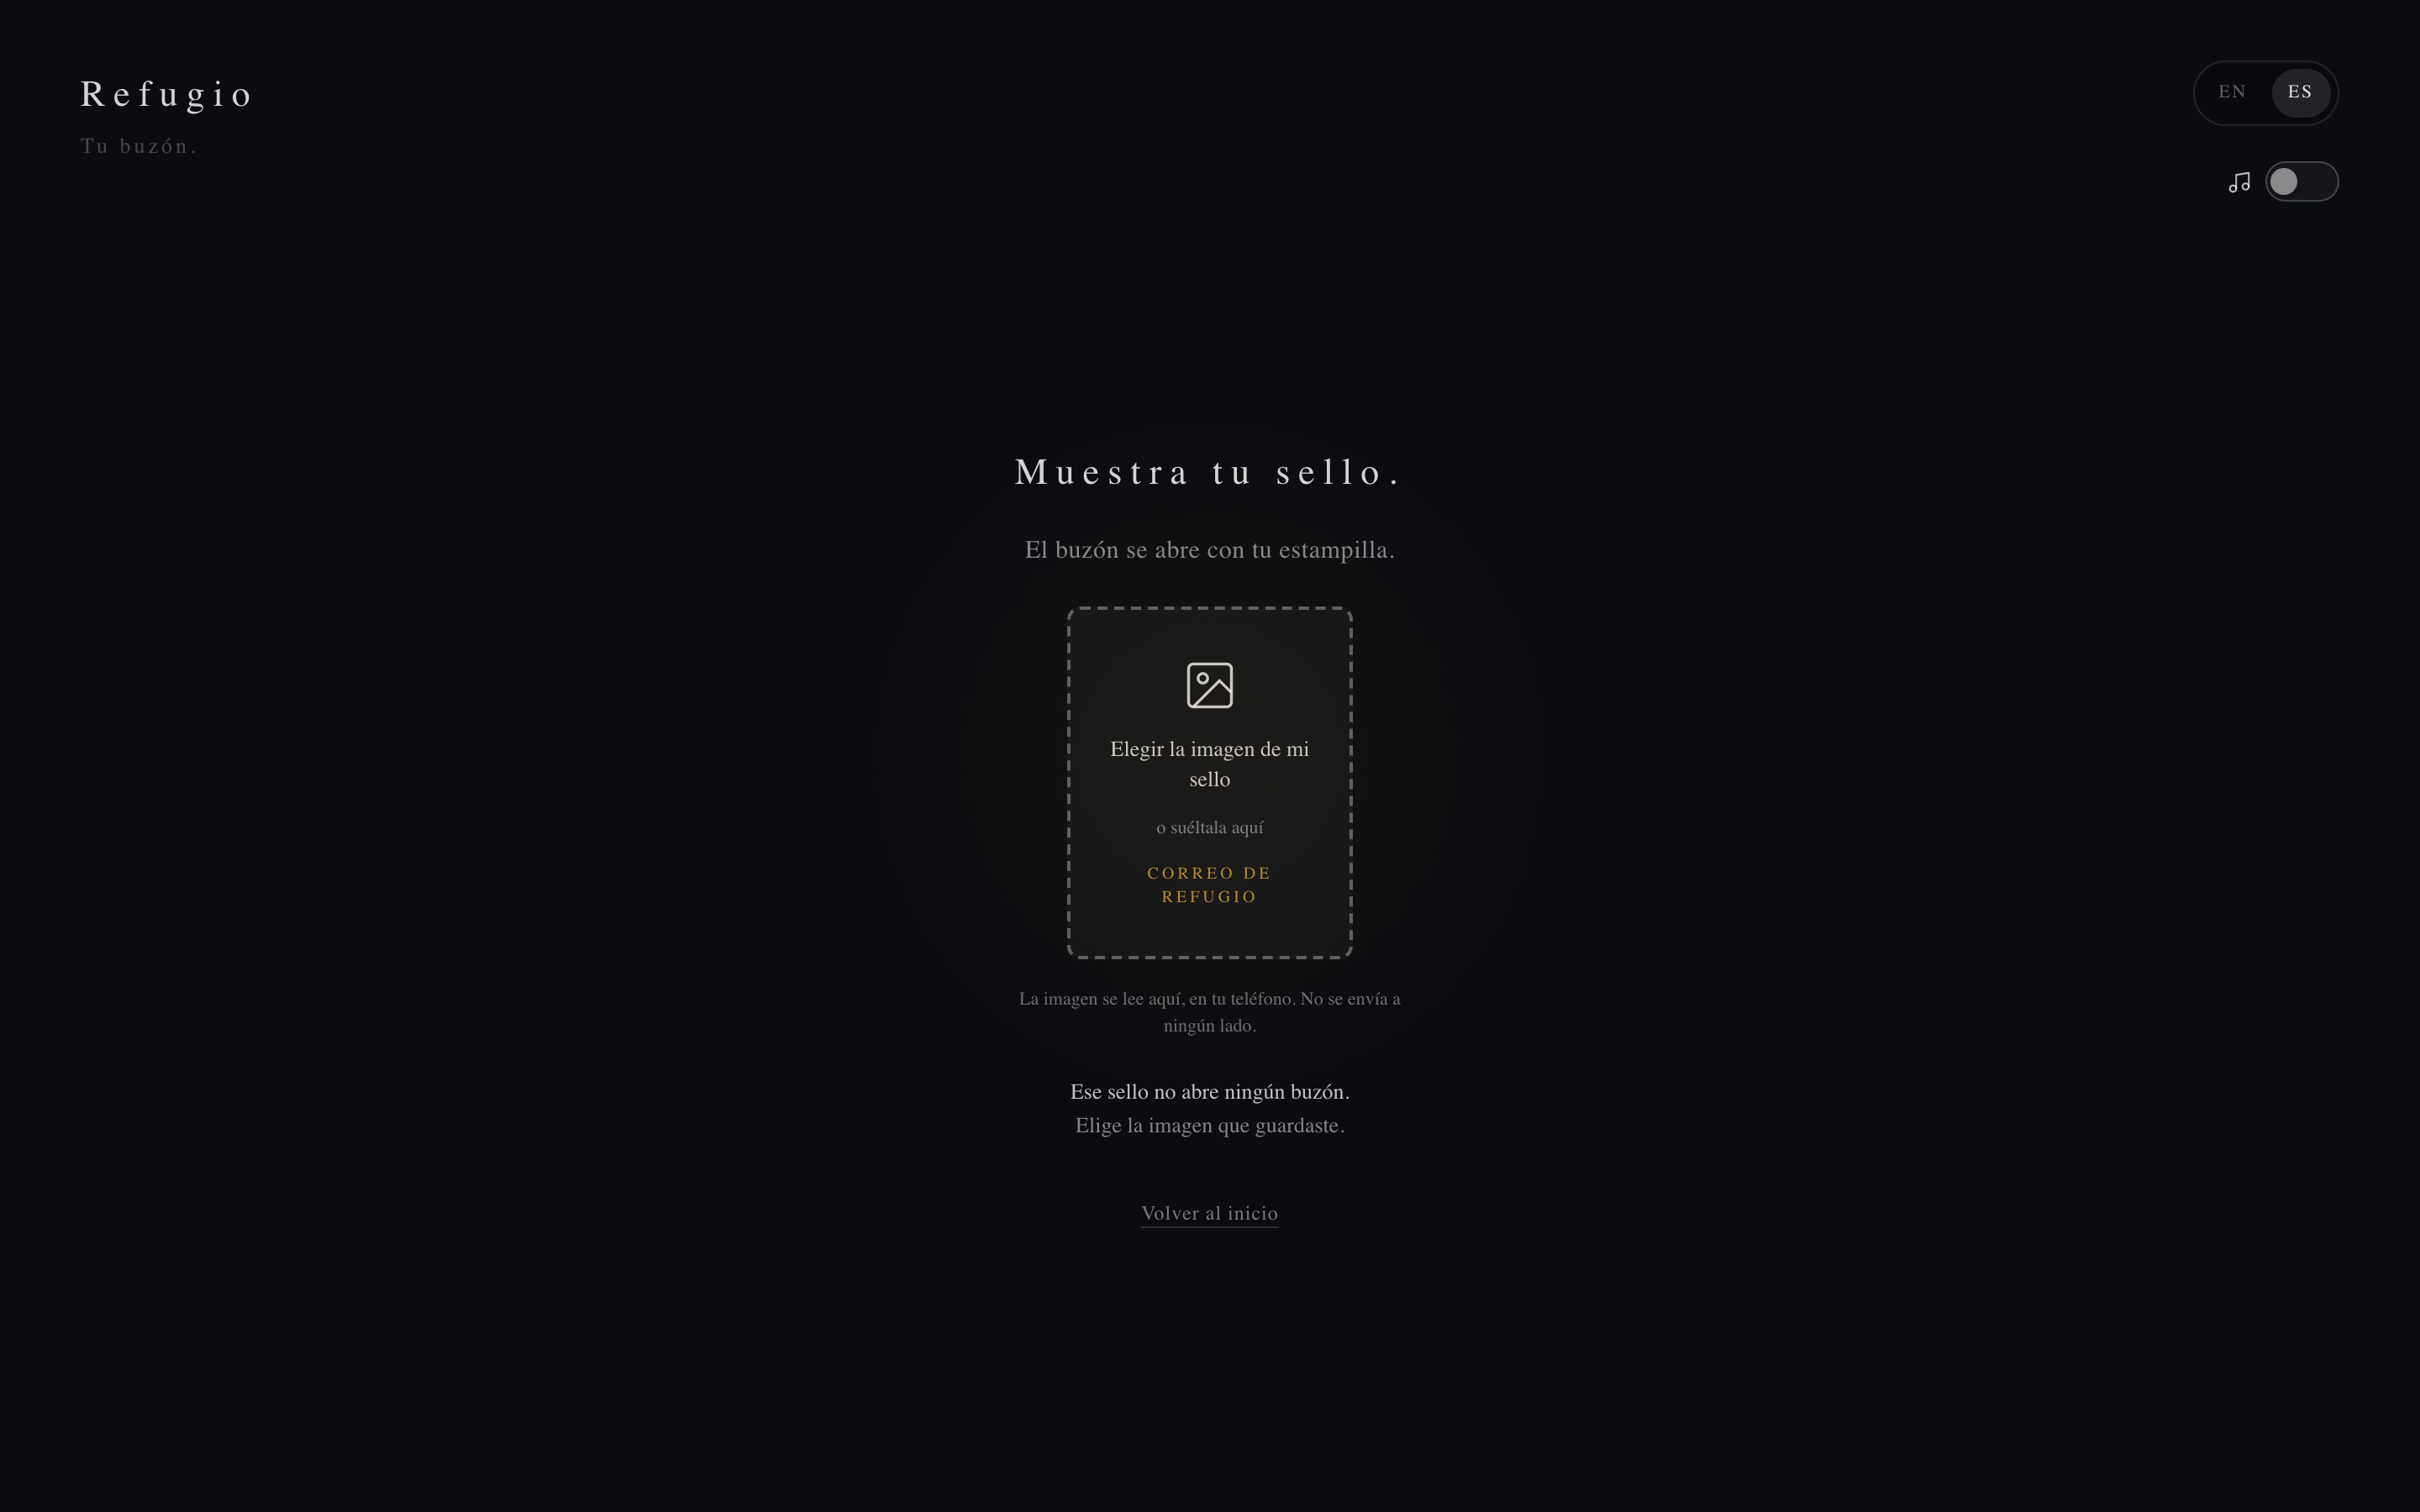 Refugio
Tu buzón.
EN ES
Muestra tu sello.
El buzón se abre con tu estampilla.
Elegir la imagen de mi
sello
o suéltala aquí
CORREO DE
REFUGIO
La imagen se lee aquí, en tu teléfono. No se envía a
ningún lado.
Ese sello no abre ningún buzón.
Elige la imagen que guardaste.
Volver al inicio